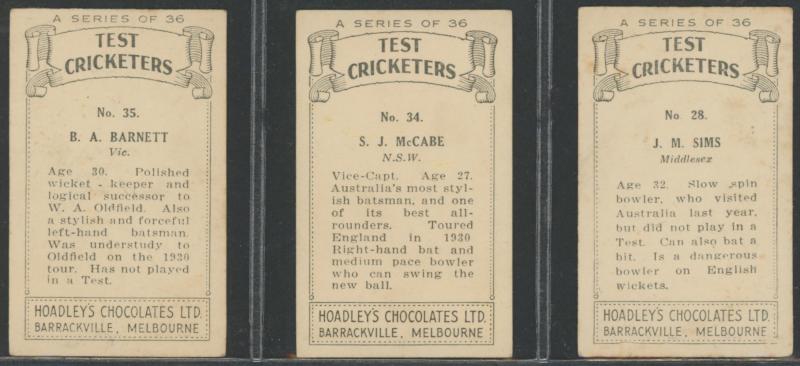 A SERIES OF 36
TEST
CRICKETERS
No. 35.
B. A. BARNETT
Vic.
Age 30. Polished
wicket - keeper and
logical successor to
W. A. Oldfield. Also
a stylish and forceful
left-hand batsman.
Was understudy to
Oldfield on the 1930
tour. Has not played
in a Test.
HOADLEY'S CHOCOLATES LTD.
BARRACKVILLE, MELBOURNE
A SERIES OF 36
TEST
CRICKETERS
No. 34.
S. J. McCABE
N.S.W.
Vice-Capt. Age 27.
Australia's most styl-
ish batsman, and one
of its best all-
rounders. Toured
England in 1930
Right-hand bat and
medium pace bowler
who can swing the
new ball.
HOADLEY'S CHOCOLATES LTD.
BARRACKVILLE, MELBOURNE
A SERIES OF 36
TEST
CRICKETERS
No. 28.
J. M. SIMS
Middlesex
Age 32. Slow spin
bowler, who visited
Australia last year,
but did not play in a
Test. Can also bat a
bit. Is a dangerous
bowler on English
wickets.
HOADLEY'S CHOCOLATES LTD.
BARRACKVILLE, MELBOURNE